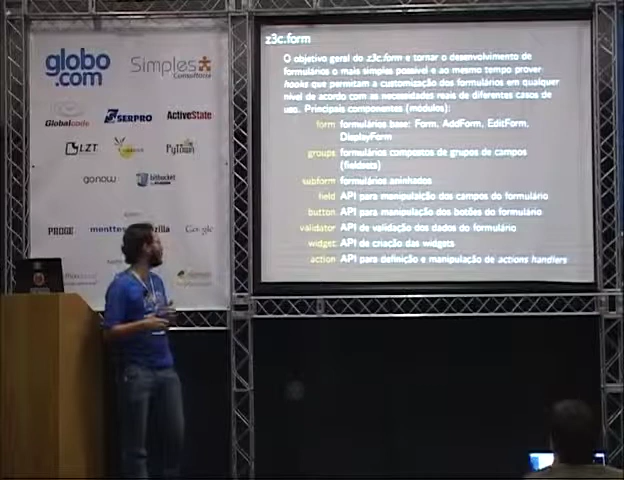 globo
.com
Simples
Consultoria
Globalcode
SERPRO
ActiveState
LZT
Python
gonow
bitbucket
Google
z3c.form
O objetivo geral do z3c.form e tornar o desenvolvimento de
formulários o mais simples possível e ao mesmo tempo prover
hooks que permitam a customização dos formulários em qualquer
nível de acordo com as necessidades reais de diferentes casos de
uso. Principais componentes (módulos):
form formulários base: Form, AddForm, EditForm,
DisplayForm
groups formulários compostos de grupos de campos
(fieldsets)
subform formulários aninhados
field API para manipulação dos campos do formulário
button API para manipulação dos botões do formulário
validator API de validação dos dados do formulário
widget API de criação das widgets
action API para definição e manipulação de actions handlers